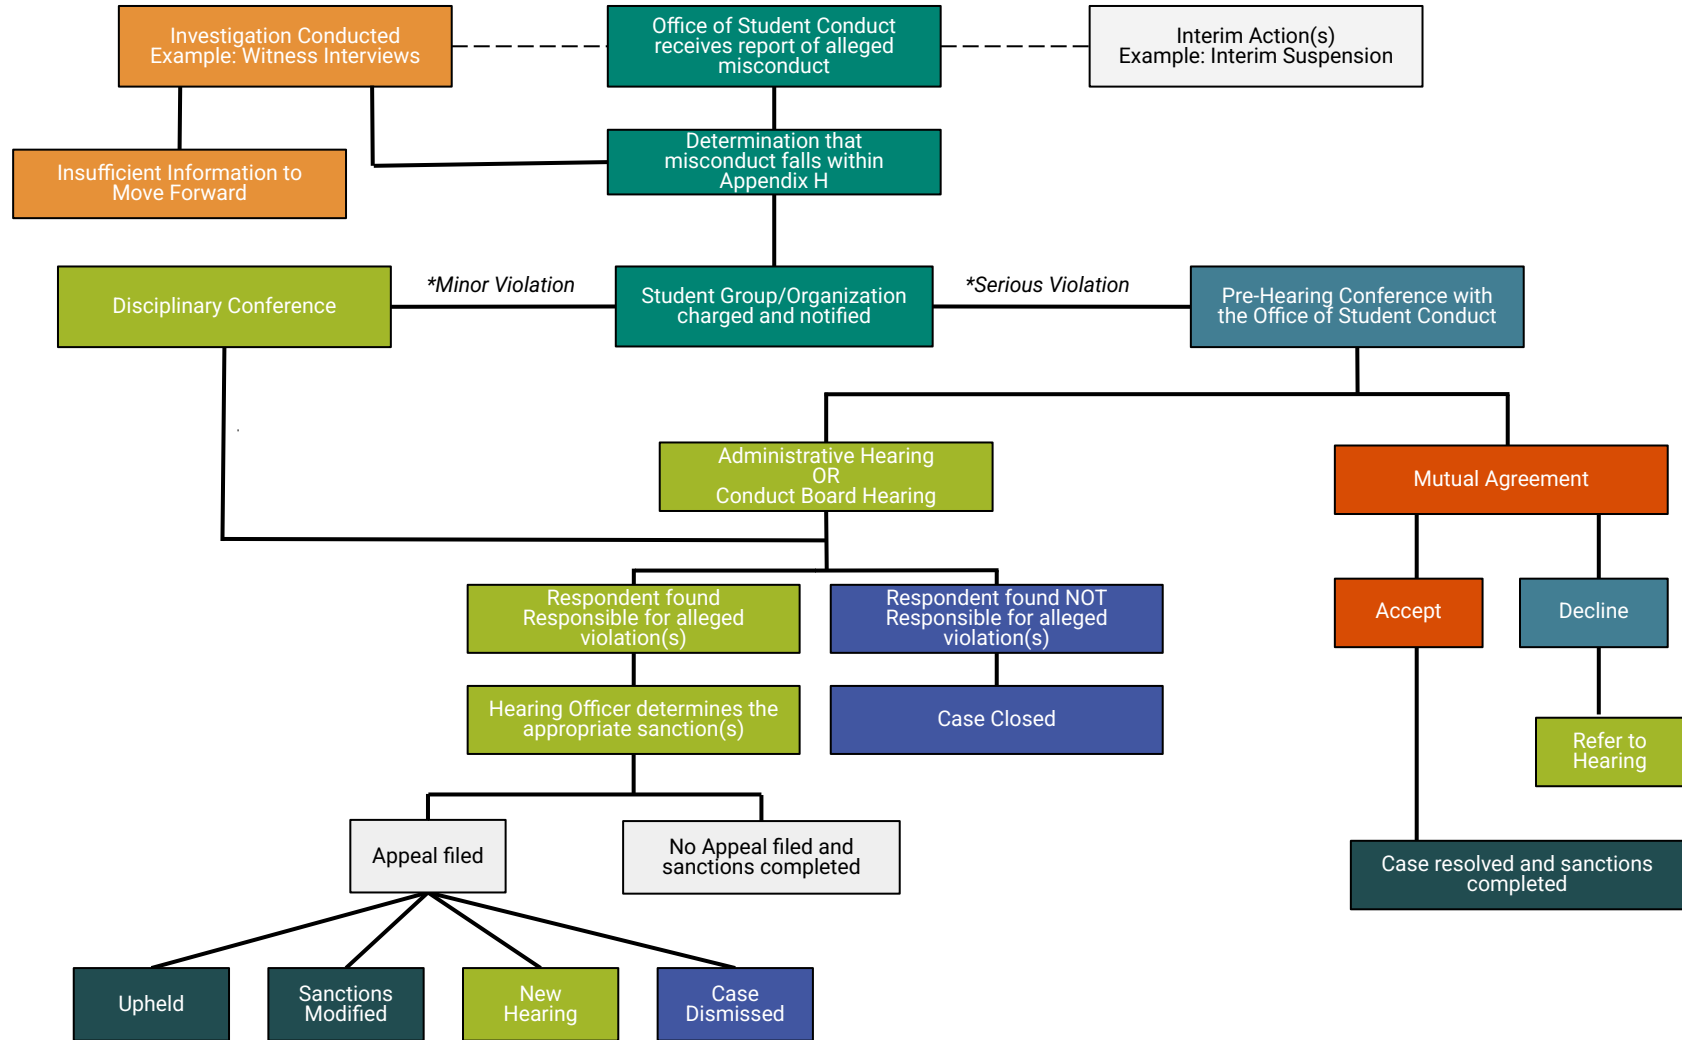 Investigation Conducted
Example: Witness Interviews
Office of Student Conduct
receives report of alleged
misconduct
Interim Action(s)
Example: Interim Suspension
Insufficient Information to
Move Forward
Determination that
misconduct falls within
Appendix H
Disciplinary Conference
*Minor Violation
Student Group/Organization
charged and notified
*Serious Violation
Pre-Hearing Conference with
the Office of Student Conduct
Administrative Hearing
OR
Conduct Board Hearing
Mutual Agreement
Respondent found
Responsible for alleged
violation(s)
Respondent found NOT
Responsible for alleged
violation(s)
Accept
Decline
Hearing Officer determines the
appropriate sanction(s)
Case Closed
Refer to
Hearing
Appeal filed
No Appeal filed and
sanctions completed
Case resolved and sanctions
completed
Upheld
Sanctions
Modified
New
Hearing
Case
Dismissed